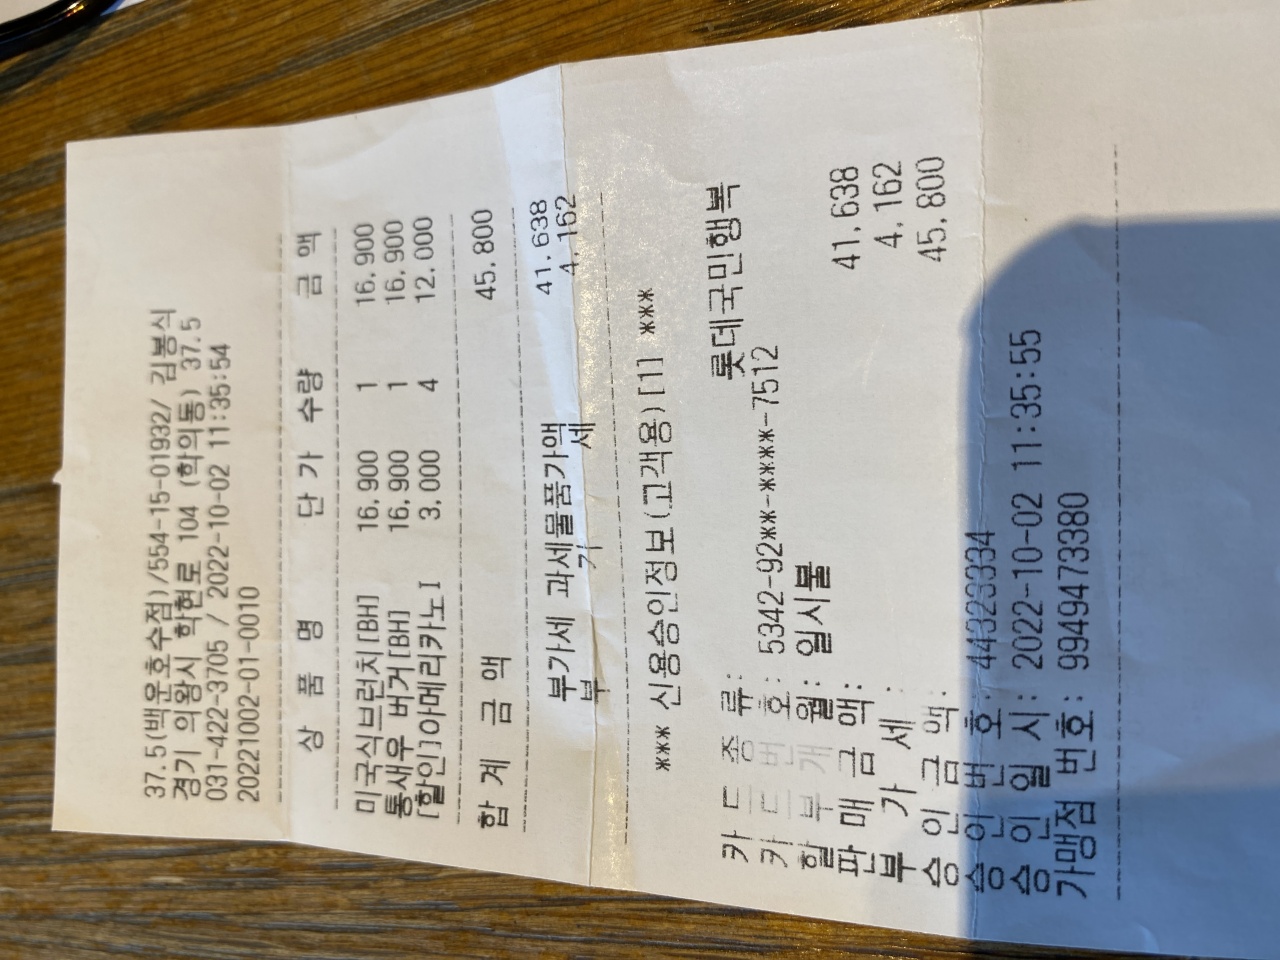 37.5(백운호수점)/554-15-01932/ 김봉식
경기 의왕시 학현로 104 (학의동) 37.5
031-422-3705 / 2022-10-02 11:35:54
20221002-01-0010
상 품 명 단 가 수량 금 액
미국식브런치[BH] 16.900 1 16.900
통새우 버거[BH] 16.900 1 16.900
[할인]아메리카노I 3.000 4 12.000
합 계 금 액 45.800
부가세 과세물품가액 41.638
부 가 세 4.162
*** 신용승인정보(고객용)[1] ***
카 드 종 류: 롯데국민행복
카 드 번 호: 5342-92**-****-7512
할 부 개 월: 일시불
판 매 금 액: 41.638
부 가 세 : 4.162
승 인 금 액: 45.800
승 인 번 호: 44323334
승 인 일 시: 2022-10-02 11:35:55
가맹점 번호: 99494733​80